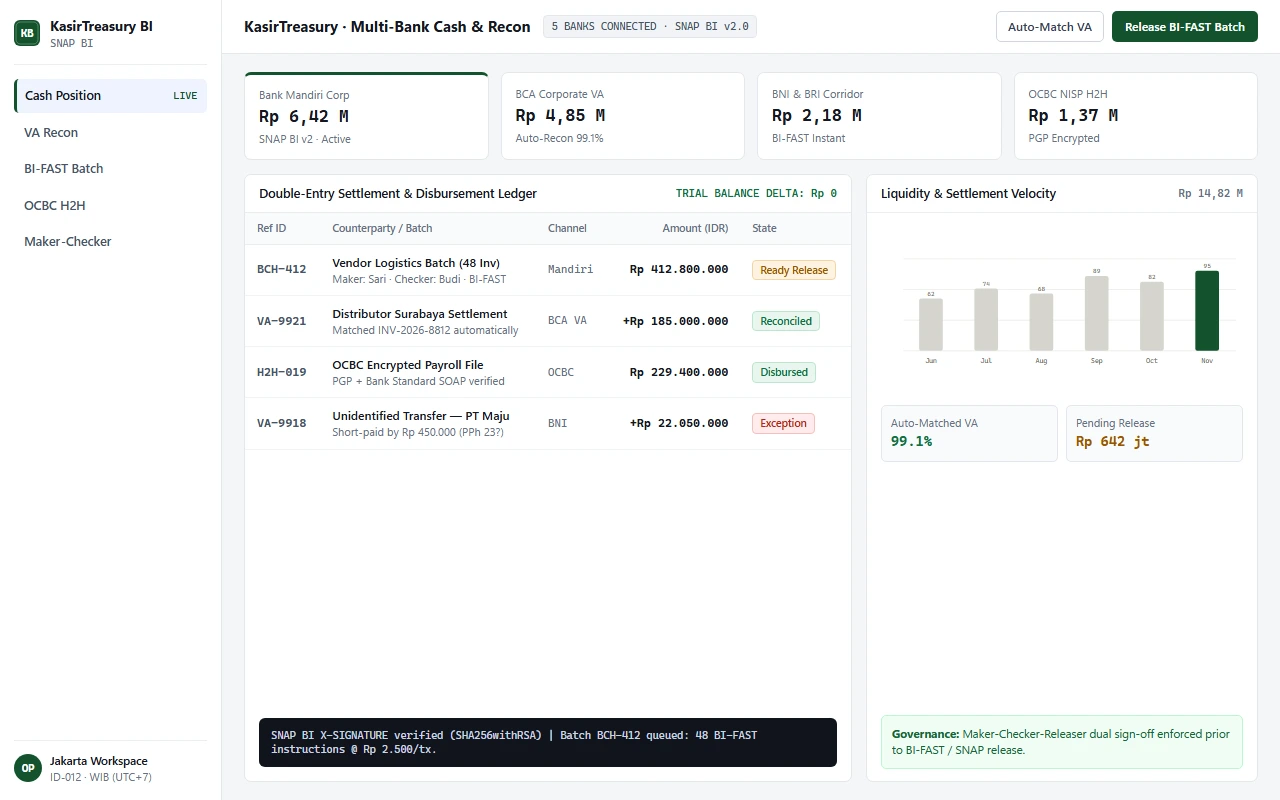 KB
KasirTreasury BI
SNAP BI
Cash Position
LIVE
VA Recon
BI-FAST Batch
OCBC H2H
Maker-Checker
OP
Jakarta Workspace
ID-012 · WIB (UTC+7)
KasirTreasury · Multi-Bank Cash & Recon
5 BANKS CONNECTED · SNAP BI v2.0
Auto-Match VA
Release BI-FAST Batch
Bank Mandiri Corp
Rp 6,42 M
SNAP BI v2 · Active
BCA Corporate VA
Rp 4,85 M
Auto-Recon 99.1%
BNI & BRI Corridor
Rp 2,18 M
BI-FAST Instant
OCBC NISP H2H
Rp 1,37 M
PGP Encrypted
Double-Entry Settlement & Disbursement Ledger
TRIAL BALANCE DELTA: Rp 0
Ref ID Counterparty / Batch Channel Amount (IDR) State
BCH-412 Vendor Logistics Batch (48 Inv) Mandiri Rp 412.800.000 Ready Release
Maker: Sari · Checker: Budi · BI-FAST
VA-9921 Distributor Surabaya Settlement BCA VA +Rp 185.000.000 Reconciled
Matched INV-2026-8812 automatically
H2H-019 OCBC Encrypted Payroll File OCBC Rp 229.400.000 Disbursed
PGP + Bank Standard SOAP verified
VA-9918 Unidentified Transfer — PT Maju BNI +Rp 22.050.000 Exception
Short-paid by Rp 450.000 (PPh 23?)
SNAP BI X-SIGNATURE verified (SHA256withRSA) | Batch BCH-412 queued: 48 BI-FAST
instructions @ Rp 2.500/tx.
Liquidity & Settlement Velocity
Rp 14,82 M
62 74 68 89 82 95
Jun Jul Aug Sep Oct Nov
Auto-Matched VA
99.1%
Pending Release
Rp 642 jt
Governance: Maker-Checker-Releaser dual sign-off enforced prior
to BI-FAST / SNAP release.